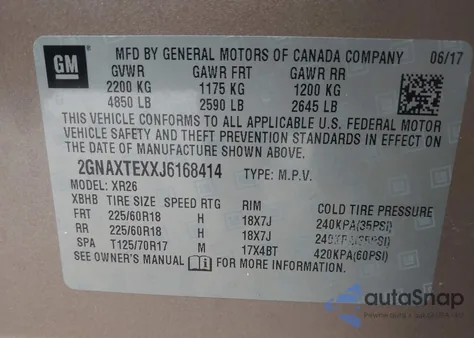 GM MFD BY GENERAL MOTORS OF CANADA COMPANY 06/17
GVWR GAWR FRT GAWR RR
2200 KG 1175 KG 1200 KG
4850 LB 2590 LB 2645 LB
THIS VEHICLE CONFORMS TO ALL APPLICABLE U.S. FEDERAL MOTOR
VEHICLE SAFETY AND THEFT PREVENTION STANDARDS IN EFFECT ON
THE DATE OF MANUFACTURE SHOWN ABOVE.
2GNAXTEXXJ6168414 TYPE: M.P.V.
MODEL: XR26
XBHB TIRE SIZE SPEED RTG RIM COLD TIRE PRESSURE
FRT 225/60R18 H 18X7J 240KPA(35PSI)
RR 225/60R18 H 18X7J
SPA T125/70R17 M 17X4BT 420KPA(60PSI)
SEE OWNER'S MANUAL FOR MORE INFORMATION.
autoSnap